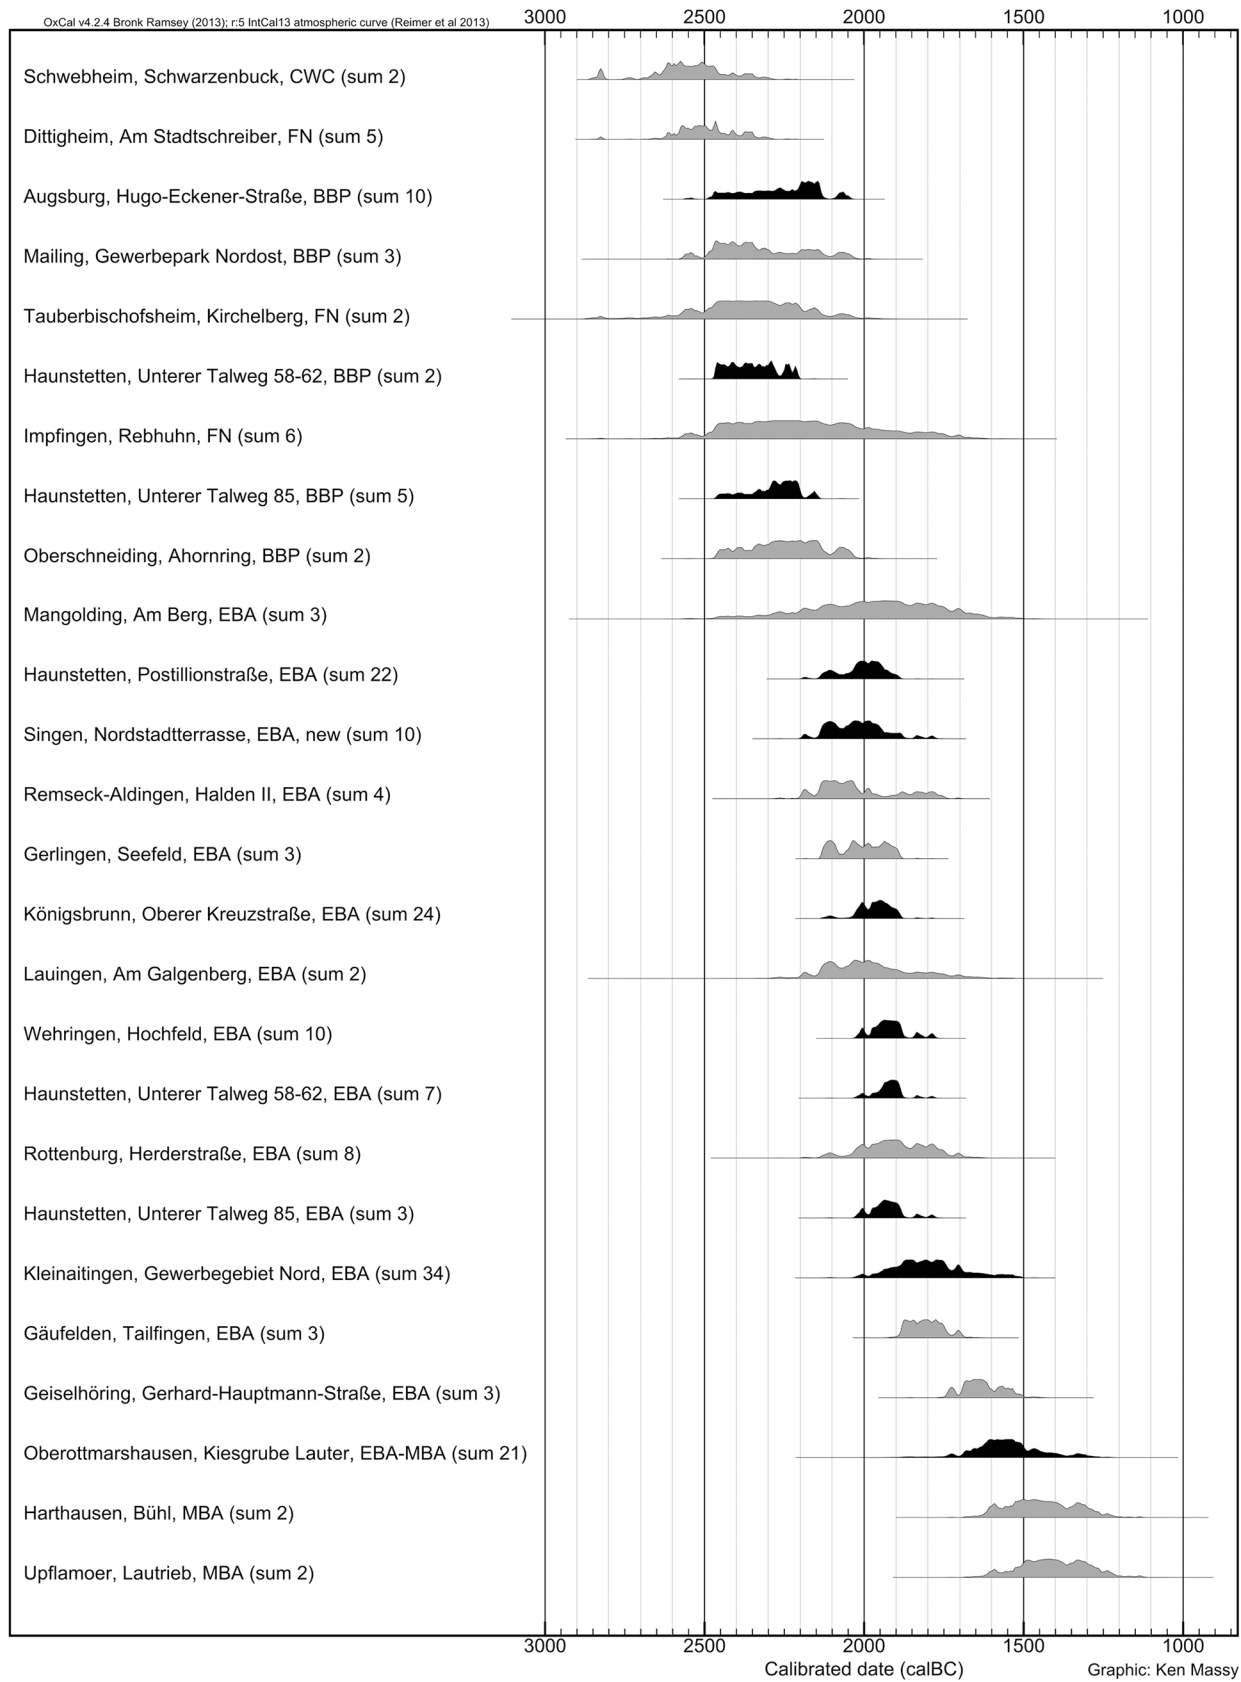 OxCal v4.2.4 Bronk Ramsey (2013); r:5 IntCal13 atmospheric curve (Reimer et al 2013)
3000 2500 2000 1500 1000
Schwebheim, Schwarzenbuck, CWC (sum 2)
Dittigheim, Am Stadtschreiber, FN (sum 5)
Augsburg, Hugo-Eckener-Straße, BBP (sum 10)
Mailing, Gewerbepark Nordost, BBP (sum 3)
Tauberbischofsheim, Kirchelberg, FN (sum 2)
Haunstetten, Unterer Talweg 58-62, BBP (sum 2)
Impfingen, Rebhuhn, FN (sum 6)
Haunstetten, Unterer Talweg 85, BBP (sum 5)
Oberschneiding, Ahornring, BBP (sum 2)
Mangolding, Am Berg, EBA (sum 3)
Haunstetten, Postillionstraße, EBA (sum 22)
Singen, Nordstadtterrasse, EBA, new (sum 10)
Remseck-Aldingen, Halden II, EBA (sum 4)
Gerlingen, Seefeld, EBA (sum 3)
Königsbrunn, Oberer Kreuzstraße, EBA (sum 24)
Lauingen, Am Galgenberg, EBA (sum 2)
Wehringen, Hochfeld, EBA (sum 10)
Haunstetten, Unterer Talweg 58-62, EBA (sum 7)
Rottenburg, Herderstraße, EBA (sum 8)
Haunstetten, Unterer Talweg 85, EBA (sum 3)
Kleinaitingen, Gewerbegebiet Nord, EBA (sum 34)
Gäufelden, Tailfingen, EBA (sum 3)
Geiselhöring, Gerhard-Hauptmann-Straße, EBA (sum 3)
Oberottmarshausen, Kiesgrube Lauter, EBA-MBA (sum 21)
Harthausen, Bühl, MBA (sum 2)
Upflamoer, Lautrieb, MBA (sum 2)
3000 2500 2000 1500 1000
Calibrated date (calBC)
Graphic: Ken Massy